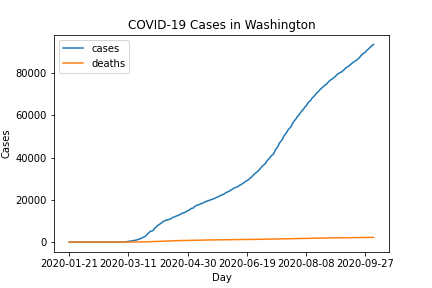 COVID-19 Cases in Washington
cases
deaths
80000
60000
40000
20000
0
Cases
2020-01-21 2020-03-11 2020-04-30 2020-06-19 2020-08-08 2020-09-27
Day